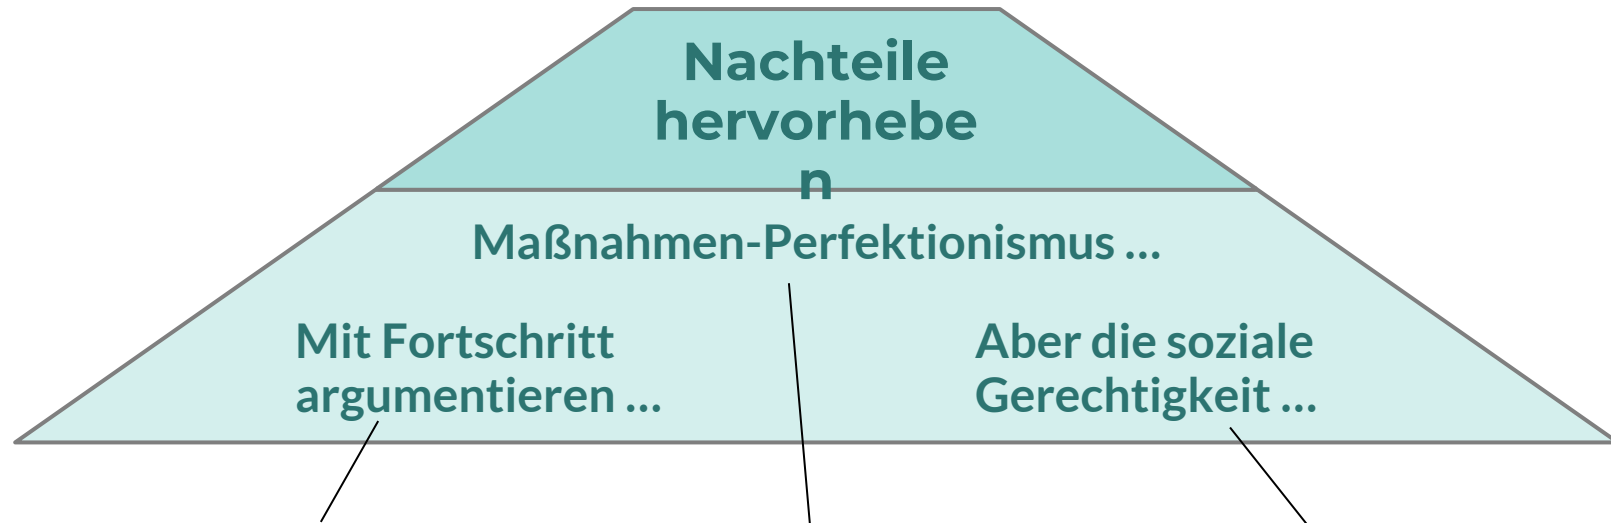 Nachteile
hervorhebe
n
Maßnahmen-Perfektionismus ...
Mit Fortschritt
argumentieren ...
Aber die soziale
Gerechtigkeit ...